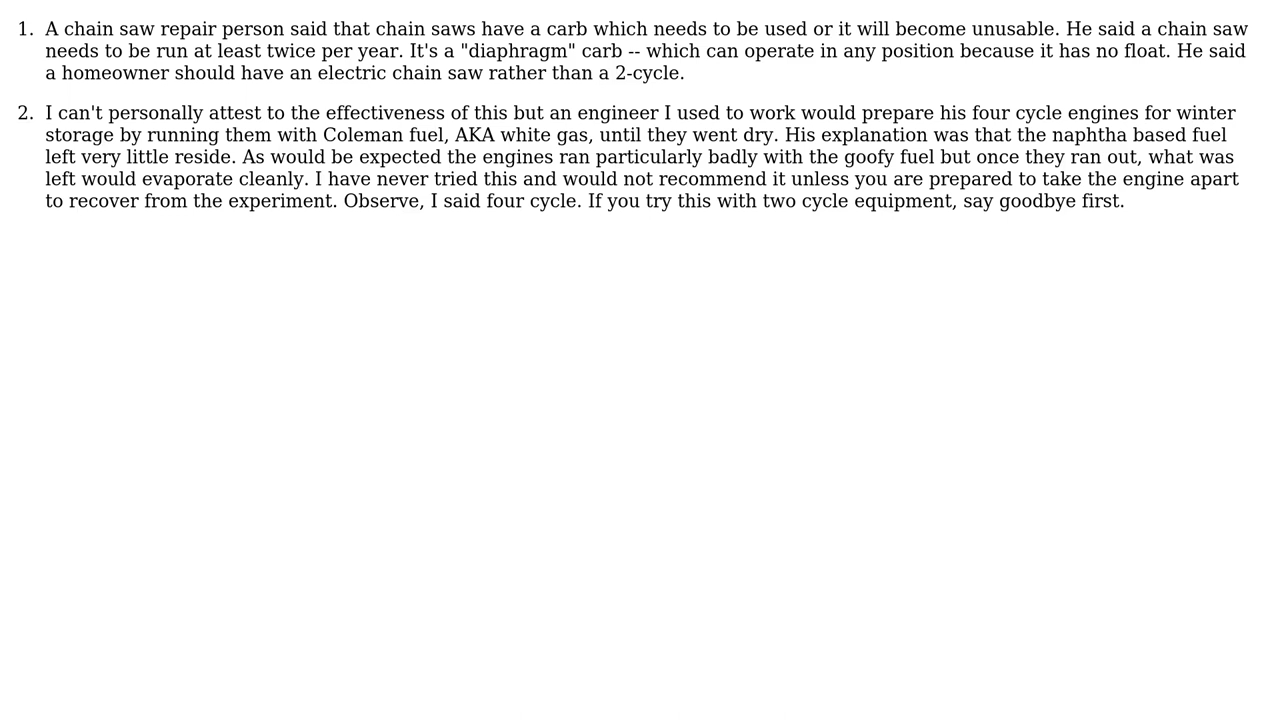 1. A chain saw repair person said that chain saws have a carb which needs to be used or it will become unusable. He said a chain saw
needs to be run at least twice per year. It's a "diaphragm" carb -- which can operate in any position because it has no float. He said
a homeowner should have an electric chain saw rather than a 2-cycle.
2. I can't personally attest to the effectiveness of this but an engineer I used to work would prepare his four cycle engines for winter
storage by running them with Coleman fuel, AKA white gas, until they went dry. His explanation was that the naphtha based fuel
left very little reside. As would be expected the engines ran particularly badly with the goofy fuel but once they ran out, what was
left would evaporate cleanly. I have never tried this and would not recommend it unless you are prepared to take the engine apart
to recover from the experiment. Observe, I said four cycle. If you try this with two cycle equipment, say goodbye first.